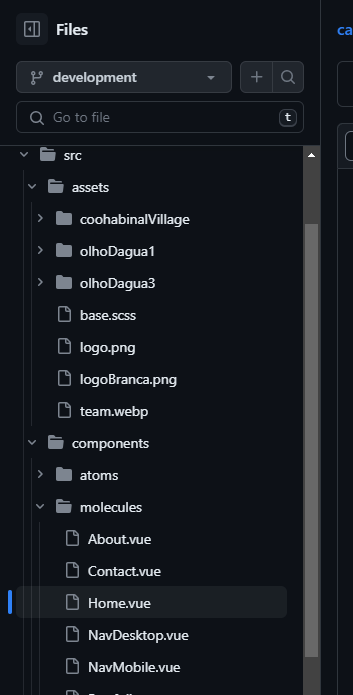 Files
ca
development
Go to file
t
src
assets
coohabinalVillage
olhoDagua1
olhoDagua3
base.scss
logo.png
logoBranca.png
team.webp
components
atoms
molecules
About.vue
Contact.vue
Home.vue
NavDesktop.vue
NavMobile.vue